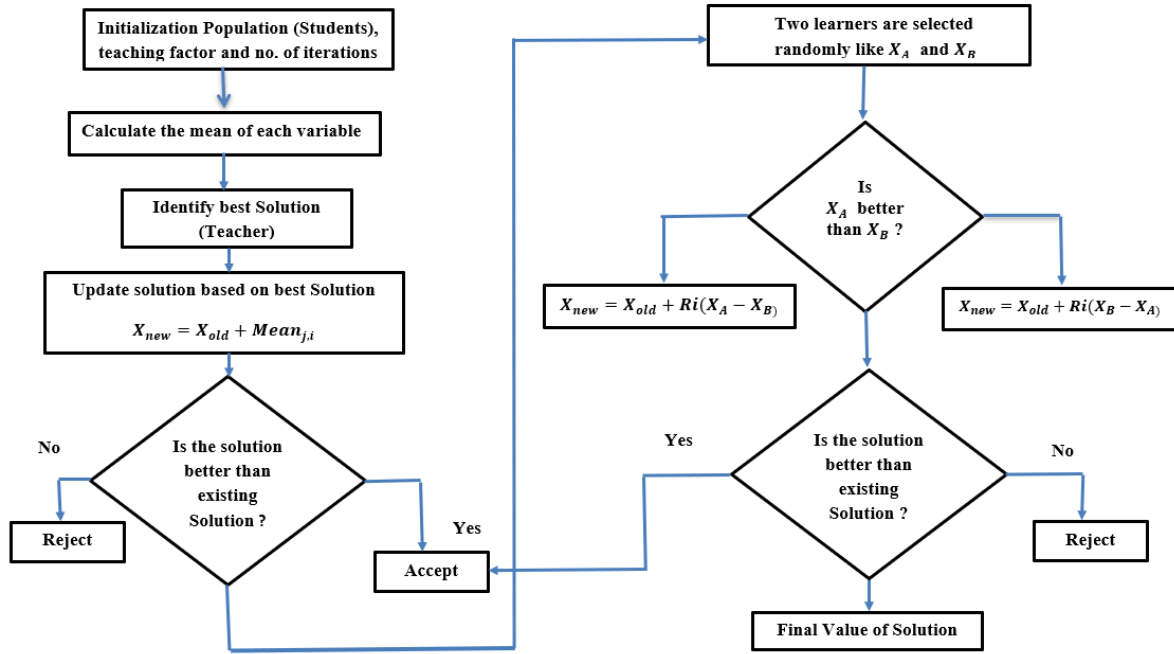 Initialization Population (Students),
teaching factor and no. of iterations
Calculate the mean of each variable
Identify best Solution
(Teacher)
Update solution based on best Solution
X_new = X_old + Mean_j,i
Is the solution
better than
existing
Solution ?
No
Reject
Yes
Accept
Two learners are selected
randomly like X_A and X_B
Is
X_A better
than X_B ?
X_new = X_old + Ri(X_A − X_B)
X_new = X_old + Ri(X_B − X_A)
Is the solution
better than
existing
Solution ?
Yes
No
Reject
Final Value of Solution